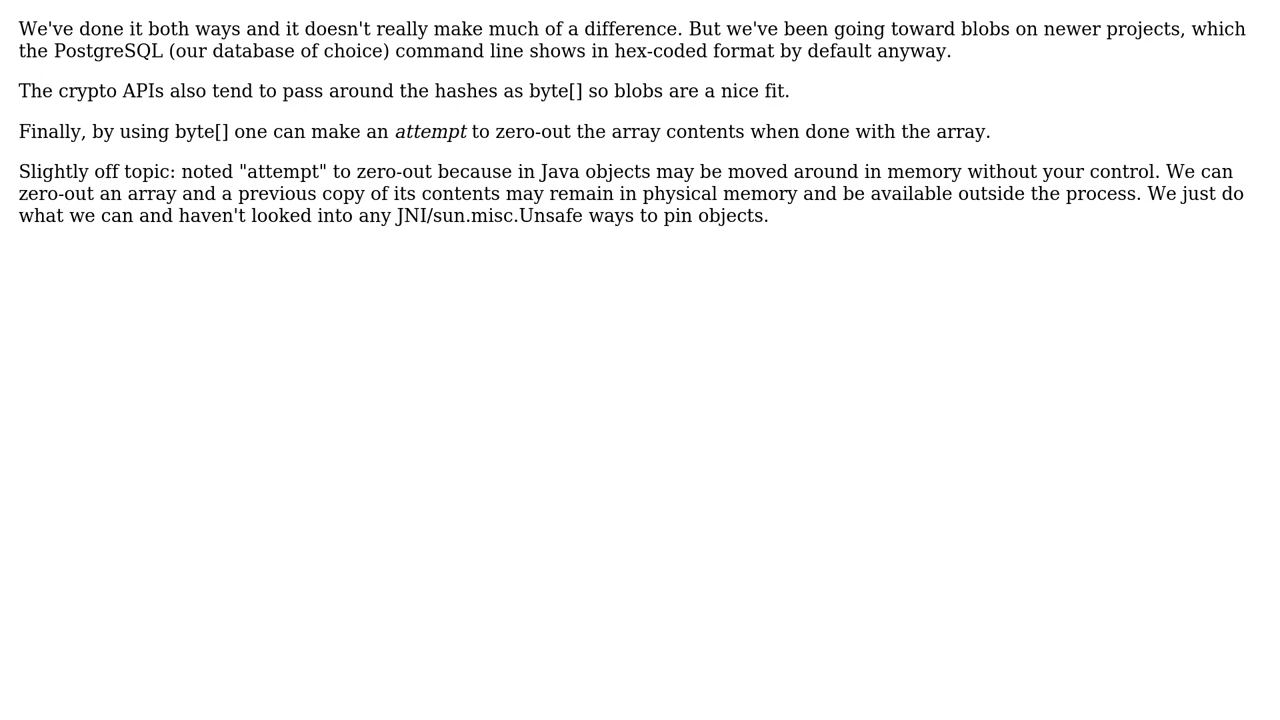 We've done it both ways and it doesn't really make much of a difference. But we've been going toward blobs on newer projects, which
the PostgreSQL (our database of choice) command line shows in hex-coded format by default anyway.
The crypto APIs also tend to pass around the hashes as byte[] so blobs are a nice fit.
Finally, by using byte[] one can make an attempt to zero-out the array contents when done with the array.
Slightly off topic: noted "attempt" to zero-out because in Java objects may be moved around in memory without your control. We can
zero-out an array and a previous copy of its contents may remain in physical memory and be available outside the process. We just do
what we can and haven't looked into any JNI/sun.misc.Unsafe ways to pin objects.